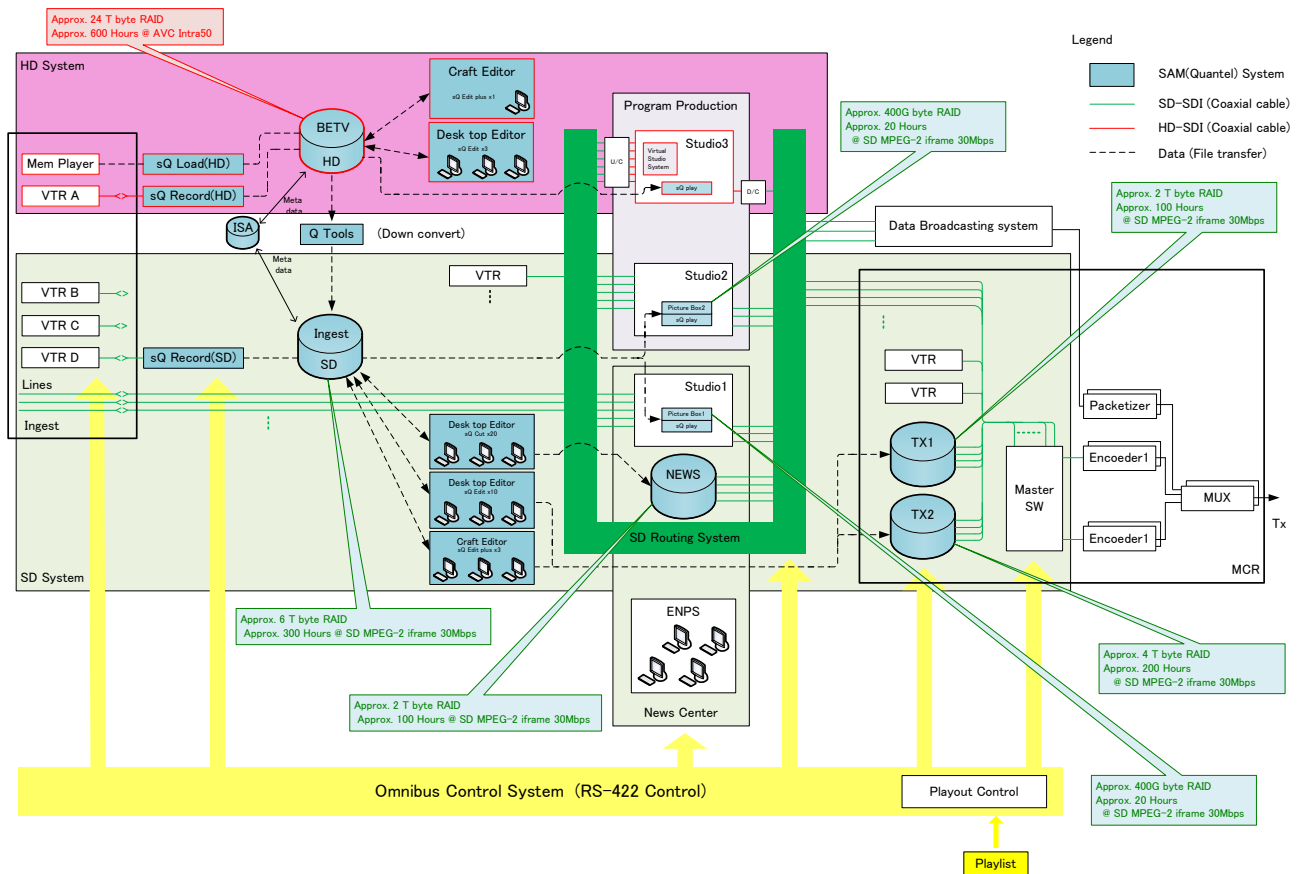 Approx. 24 T byte RAID
Approx. 600 Hours @ AVC Intra50
Legend
SAM(Quantel) System
SD-SDI (Coaxial cable)
HD-SDI (Coaxial cable)
Data (File transfer)
HD System
Craft Editor
sQ Edit plus x1
BETV
HD
Desk top Editor
sQ Edit x3
Mem Player
sQ Load(HD)
VTR A
<>
sQ Record(HD)
Meta
data
ISA
Q Tools
(Down convert)
Meta
data
Program Production
Studio3
U/C
Virtual
Studio
System
sQ play
D/C
Approx. 400G byte RAID
Approx. 20 Hours
@ SD MPEG-2 iframe 30Mbps
Approx. 2 T byte RAID
Approx. 100 Hours
@ SD MPEG-2 iframe 30Mbps
Data Broadcasting system
VTR
Studio2
Picture Box2
sQ play
VTR B
<>
VTR C
<>
VTR D
<>
sQ Record(SD)
Ingest
SD
Lines
<>
<>
<>
Ingest
Studio1
Picture Box1
sQ play
Desk top Editor
sQ Cut x20
Desk top Editor
sQ Edit x10
Craft Editor
sQ Edit plus x3
NEWS
SD Routing System
SD System
VTR
VTR
TX1
TX2
Master
SW
Packetizer
Encoeder1
Encoeder1
MUX
Tx
MCR
ENPS
News Center
Approx. 6 T byte RAID
Approx. 300 Hours @ SD MPEG-2 iframe 30Mbps
Approx. 2 T byte RAID
Approx. 100 Hours @ SD MPEG-2 iframe 30Mbps
Approx. 4 T byte RAID
Approx. 200 Hours
@ SD MPEG-2 iframe 30Mbps
Approx. 400G byte RAID
Approx. 20 Hours
@ SD MPEG-2 iframe 30Mbps
Omnibus Control System (RS-422 Control)
Playout Control
Playlist